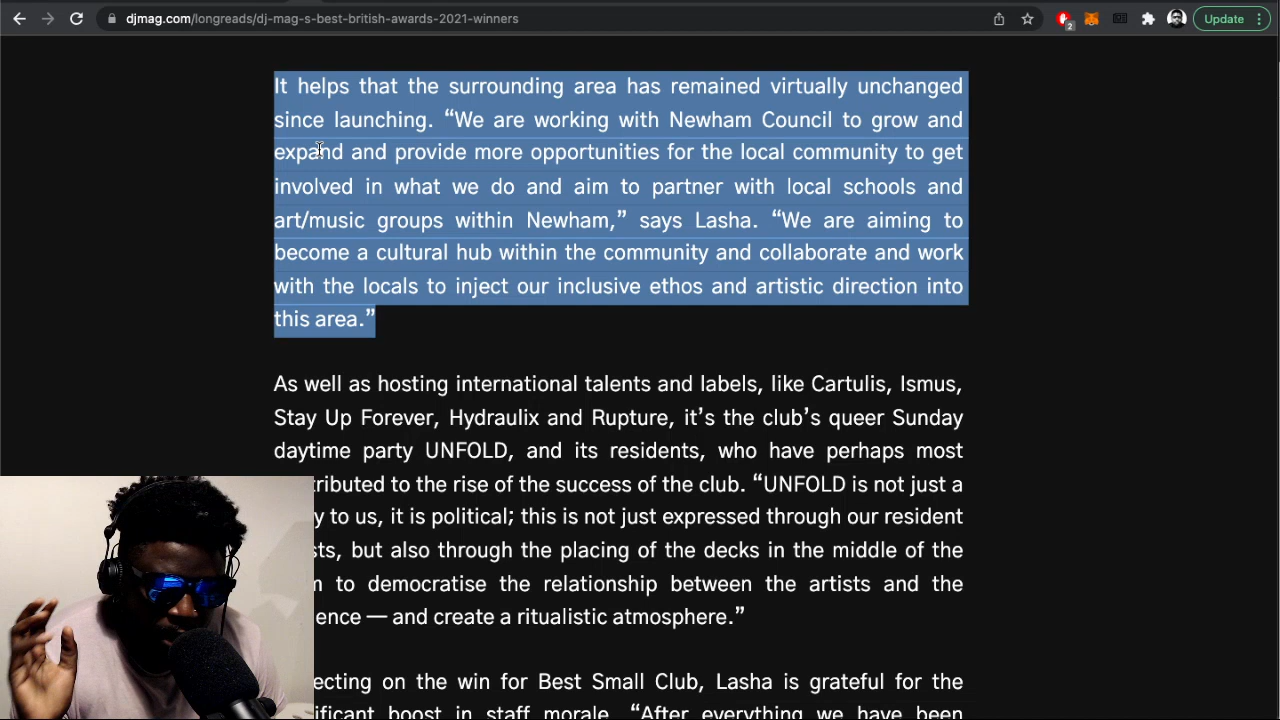 djmag.com/longreads/dj-mag-s-best-british-awards-2021-winners
2
Update
It helps that the surrounding area has remained virtually unchanged
since launching. “We are working with Newham Council to grow and
expand and provide more opportunities for the local community to get
involved in what we do and aim to partner with local schools and
art/music groups within Newham,” says Lasha. “We are aiming to
become a cultural hub within the community and collaborate and work
with the locals to inject our inclusive ethos and artistic direction into
this area.”
As well as hosting international talents and labels, like Cartulis, Ismus,
Stay Up Forever, Hydraulix and Rupture, it’s the club’s queer Sunday
daytime party UNFOLD, and its residents, who have perhaps most
to the rise of the success of the club. “UNFOLD is not just a
to us, it is political; this is not just expressed through our resident
but also through the placing of the decks in the middle of the
to democratise the relationship between the artists and the
— and create a ritualistic atmosphere.”
on the win for Best Small Club, Lasha is grateful for the
boost in staff morale. “After everything we have been